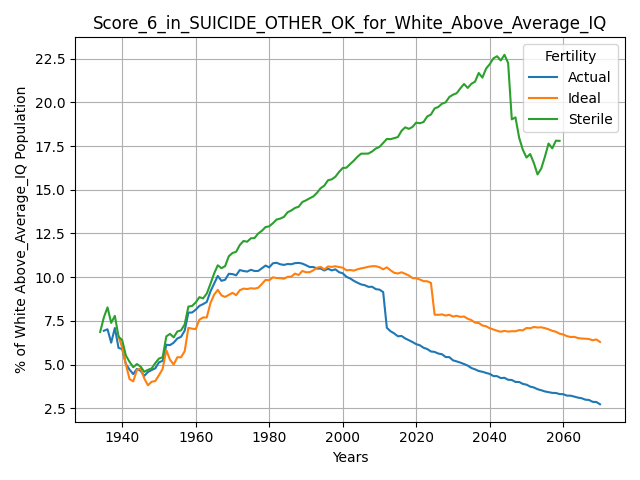 Score_6_in_SUICIDE_OTHER_OK_for_White_Above_Average_IQ
% of White Above_Average_IQ Population
22.5
20.0
17.5
15.0
12.5
10.0
7.5
5.0
2.5
Fertility
Actual
Ideal
Sterile
1940 1960 1980 2000 2020 2040 2060
Years